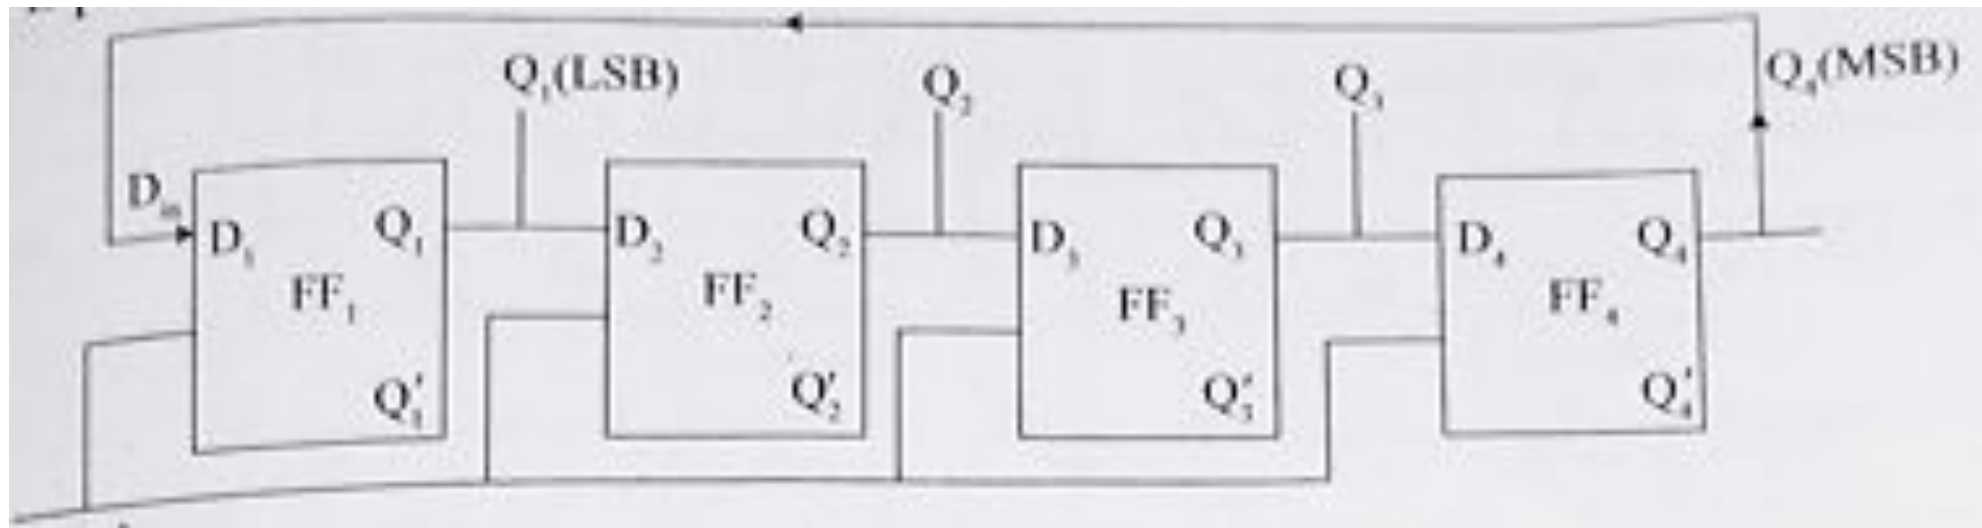 Q₁(LSB) Q₂ Q₃ Q₄(MSB)
Dᵢₙ
D₁ Q₁ D₂ Q₂ D₃ Q₃ D₄ Q₄
FF₁ FF₂ FF₃ FF₄
Q₁′ Q₂′ Q₃′ Q₄′